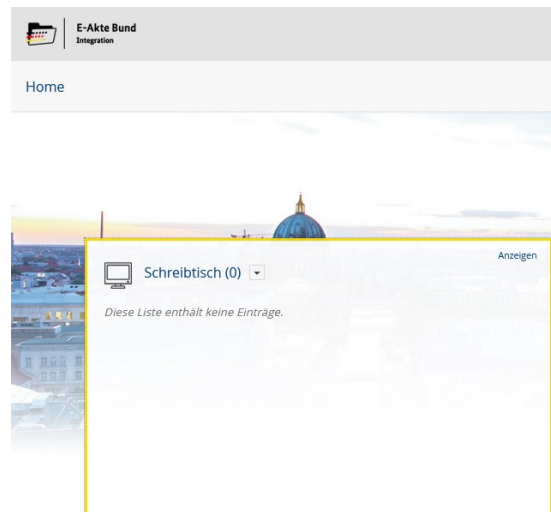 E-Akte Bund
Integration
Home
Anzeigen
Schreibtisch (0)
Diese Liste enthält keine Einträge.